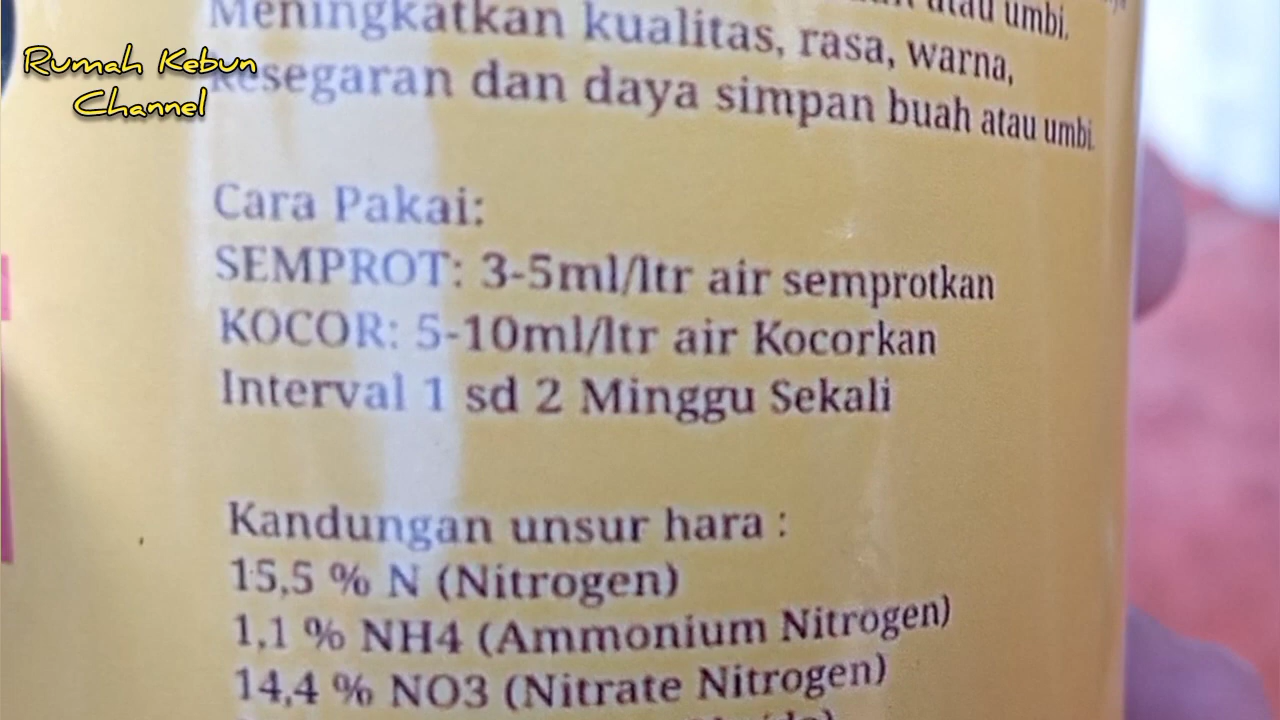 Rumah Kebun
Channel
atau umbi.
Meningkatkan kualitas, rasa, warna,
kesegaran dan daya simpan buah atau umbi.
Cara Pakai:
SEMPROT: 3-5ml/ltr air semprotkan
KOCOR: 5-10ml/ltr air Kocorkan
Interval 1 sd 2 Minggu Sekali
Kandungan unsur hara :
15,5 % N (Nitrogen)
1,1 % NH4 (Ammonium Nitrogen)
14,4 % NO3 (Nitrate Nitrogen)